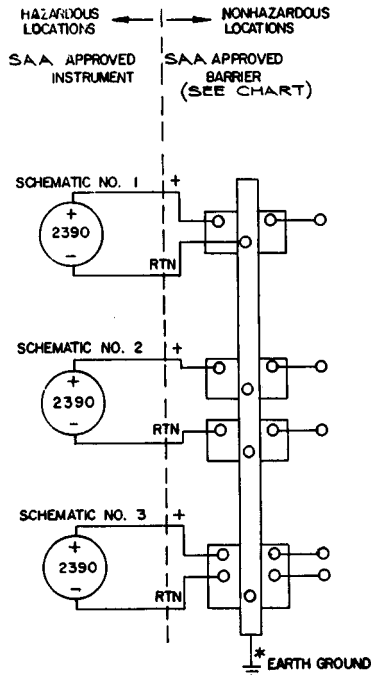 HAZARDOUS LOCATIONS
NONHAZARDOUS LOCATIONS
SAA APPROVED INSTRUMENT
SAA APPROVED BARRIER
(SEE CHART)
SCHEMATIC NO. 1
+
+
2390
-
RTN
SCHEMATIC NO. 2
+
+
2390
-
RTN
SCHEMATIC NO. 3
+
+
2390
-
RTN
*
EARTH GROUND